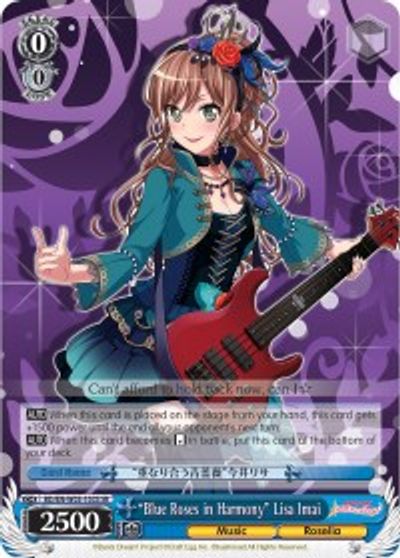 0
0
Can't afford to hold back now, can I~?
AUTO When this card is placed on the stage from your hand, this card gets
+1500 power until the end of your opponent's next turn.
AUTO When this card becomes in battle, put this card at the bottom of
your deck.
Card Name "重なり合う青薔薇"今井リサ
2500
"Blue Roses in Harmony" Lisa Imai
Music Roselia